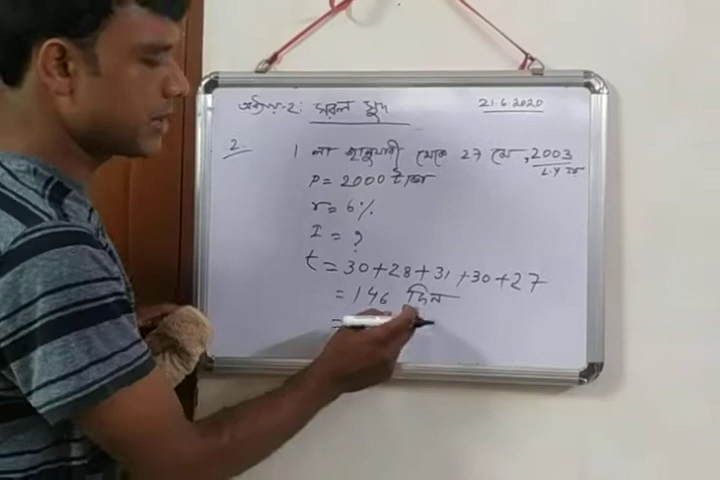 অধ্যায়-2: সরল সুদ 21.6.2020
2. 1 লা জানুয়ারী থেকে 27 মে, 2003
P = 2000 টাকা
r = 6%
I = ?
t = 30+28+31+30+27
= 146 দিন
=